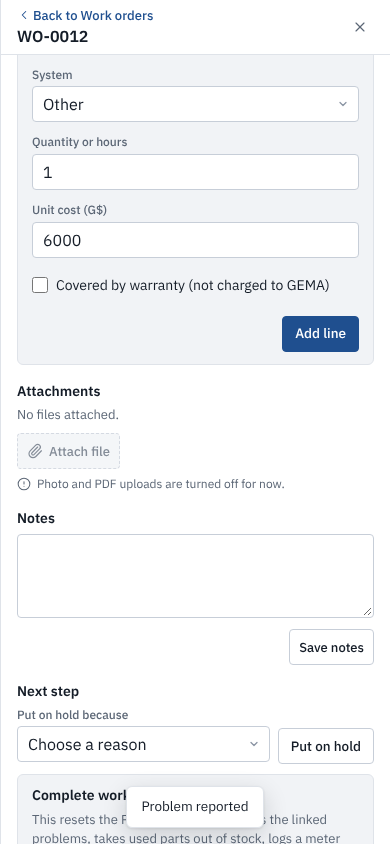 Back to Work orders
WO-0012
System
Other
Quantity or hours
1
Unit cost (G$)
6000
Covered by warranty (not charged to GEMA)
Add line
Attachments
No files attached.
Attach file
Photo and PDF uploads are turned off for now.
Notes
Save notes
Next step
Put on hold because
Choose a reason
Put on hold
Complete work
Problem reported
This resets the the linked
problems, takes used parts out of stock, logs a meter